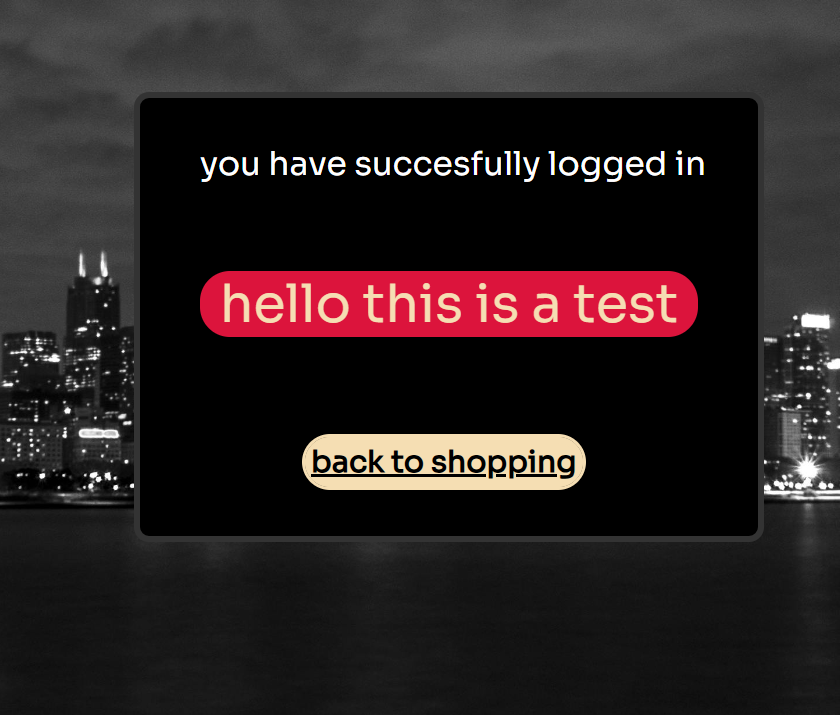 you have succesfully logged in
hello this is a test
back to shopping